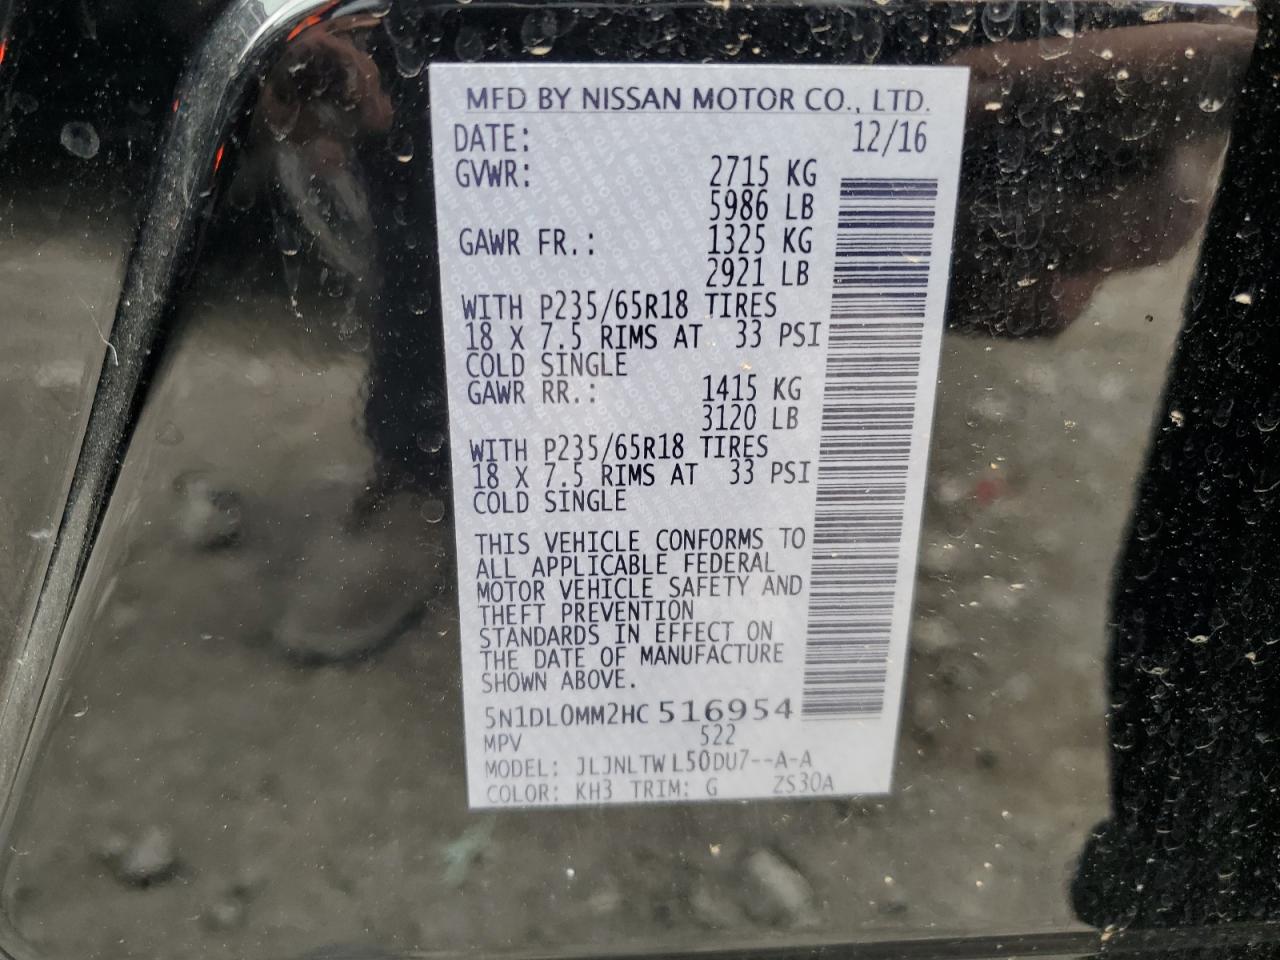 MFD BY NISSAN MOTOR CO., LTD.
DATE: 12/16
GVWR: 2715 KG
5986 LB
GAWR FR.: 1325 KG
2921 LB
WITH P235/65R18 TIRES
18 X 7.5 RIMS AT 33 PSI
COLD SINGLE
GAWR RR.: 1415 KG
3120 LB
WITH P235/65R18 TIRES
18 X 7.5 RIMS AT 33 PSI
COLD SINGLE
THIS VEHICLE CONFORMS TO
ALL APPLICABLE FEDERAL
MOTOR VEHICLE SAFETY AND
THEFT PREVENTION
STANDARDS IN EFFECT ON
THE DATE OF MANUFACTURE
SHOWN ABOVE.
5N1DL0MM2HC 516954
MPV 522
MODEL: JLJNLTW L50DU7--A-A
COLOR: KH3 TRIM: G ZS30A